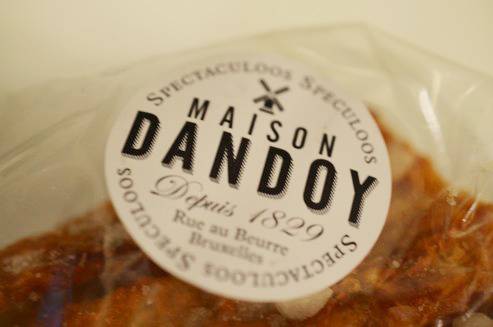 SPECTACULOOS SPECULOOS
MAISON
DANDOY
Depuis 1829
Rue au Beurre
Bruxelles
SPECTACULOOS SPECULOOS